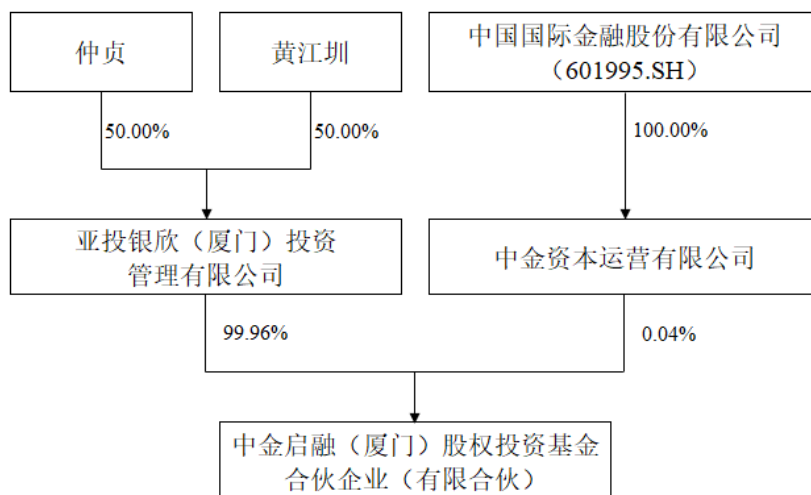 仲贞
黄江圳
中国国际金融股份有限公司
（601995.SH）
50.00%
50.00%
100.00%
亚投银欣（厦门）投资
管理有限公司
中金资本运营有限公司
99.96%
0.04%
中金启融（厦门）股权投资基金
合伙企业（有限合伙）